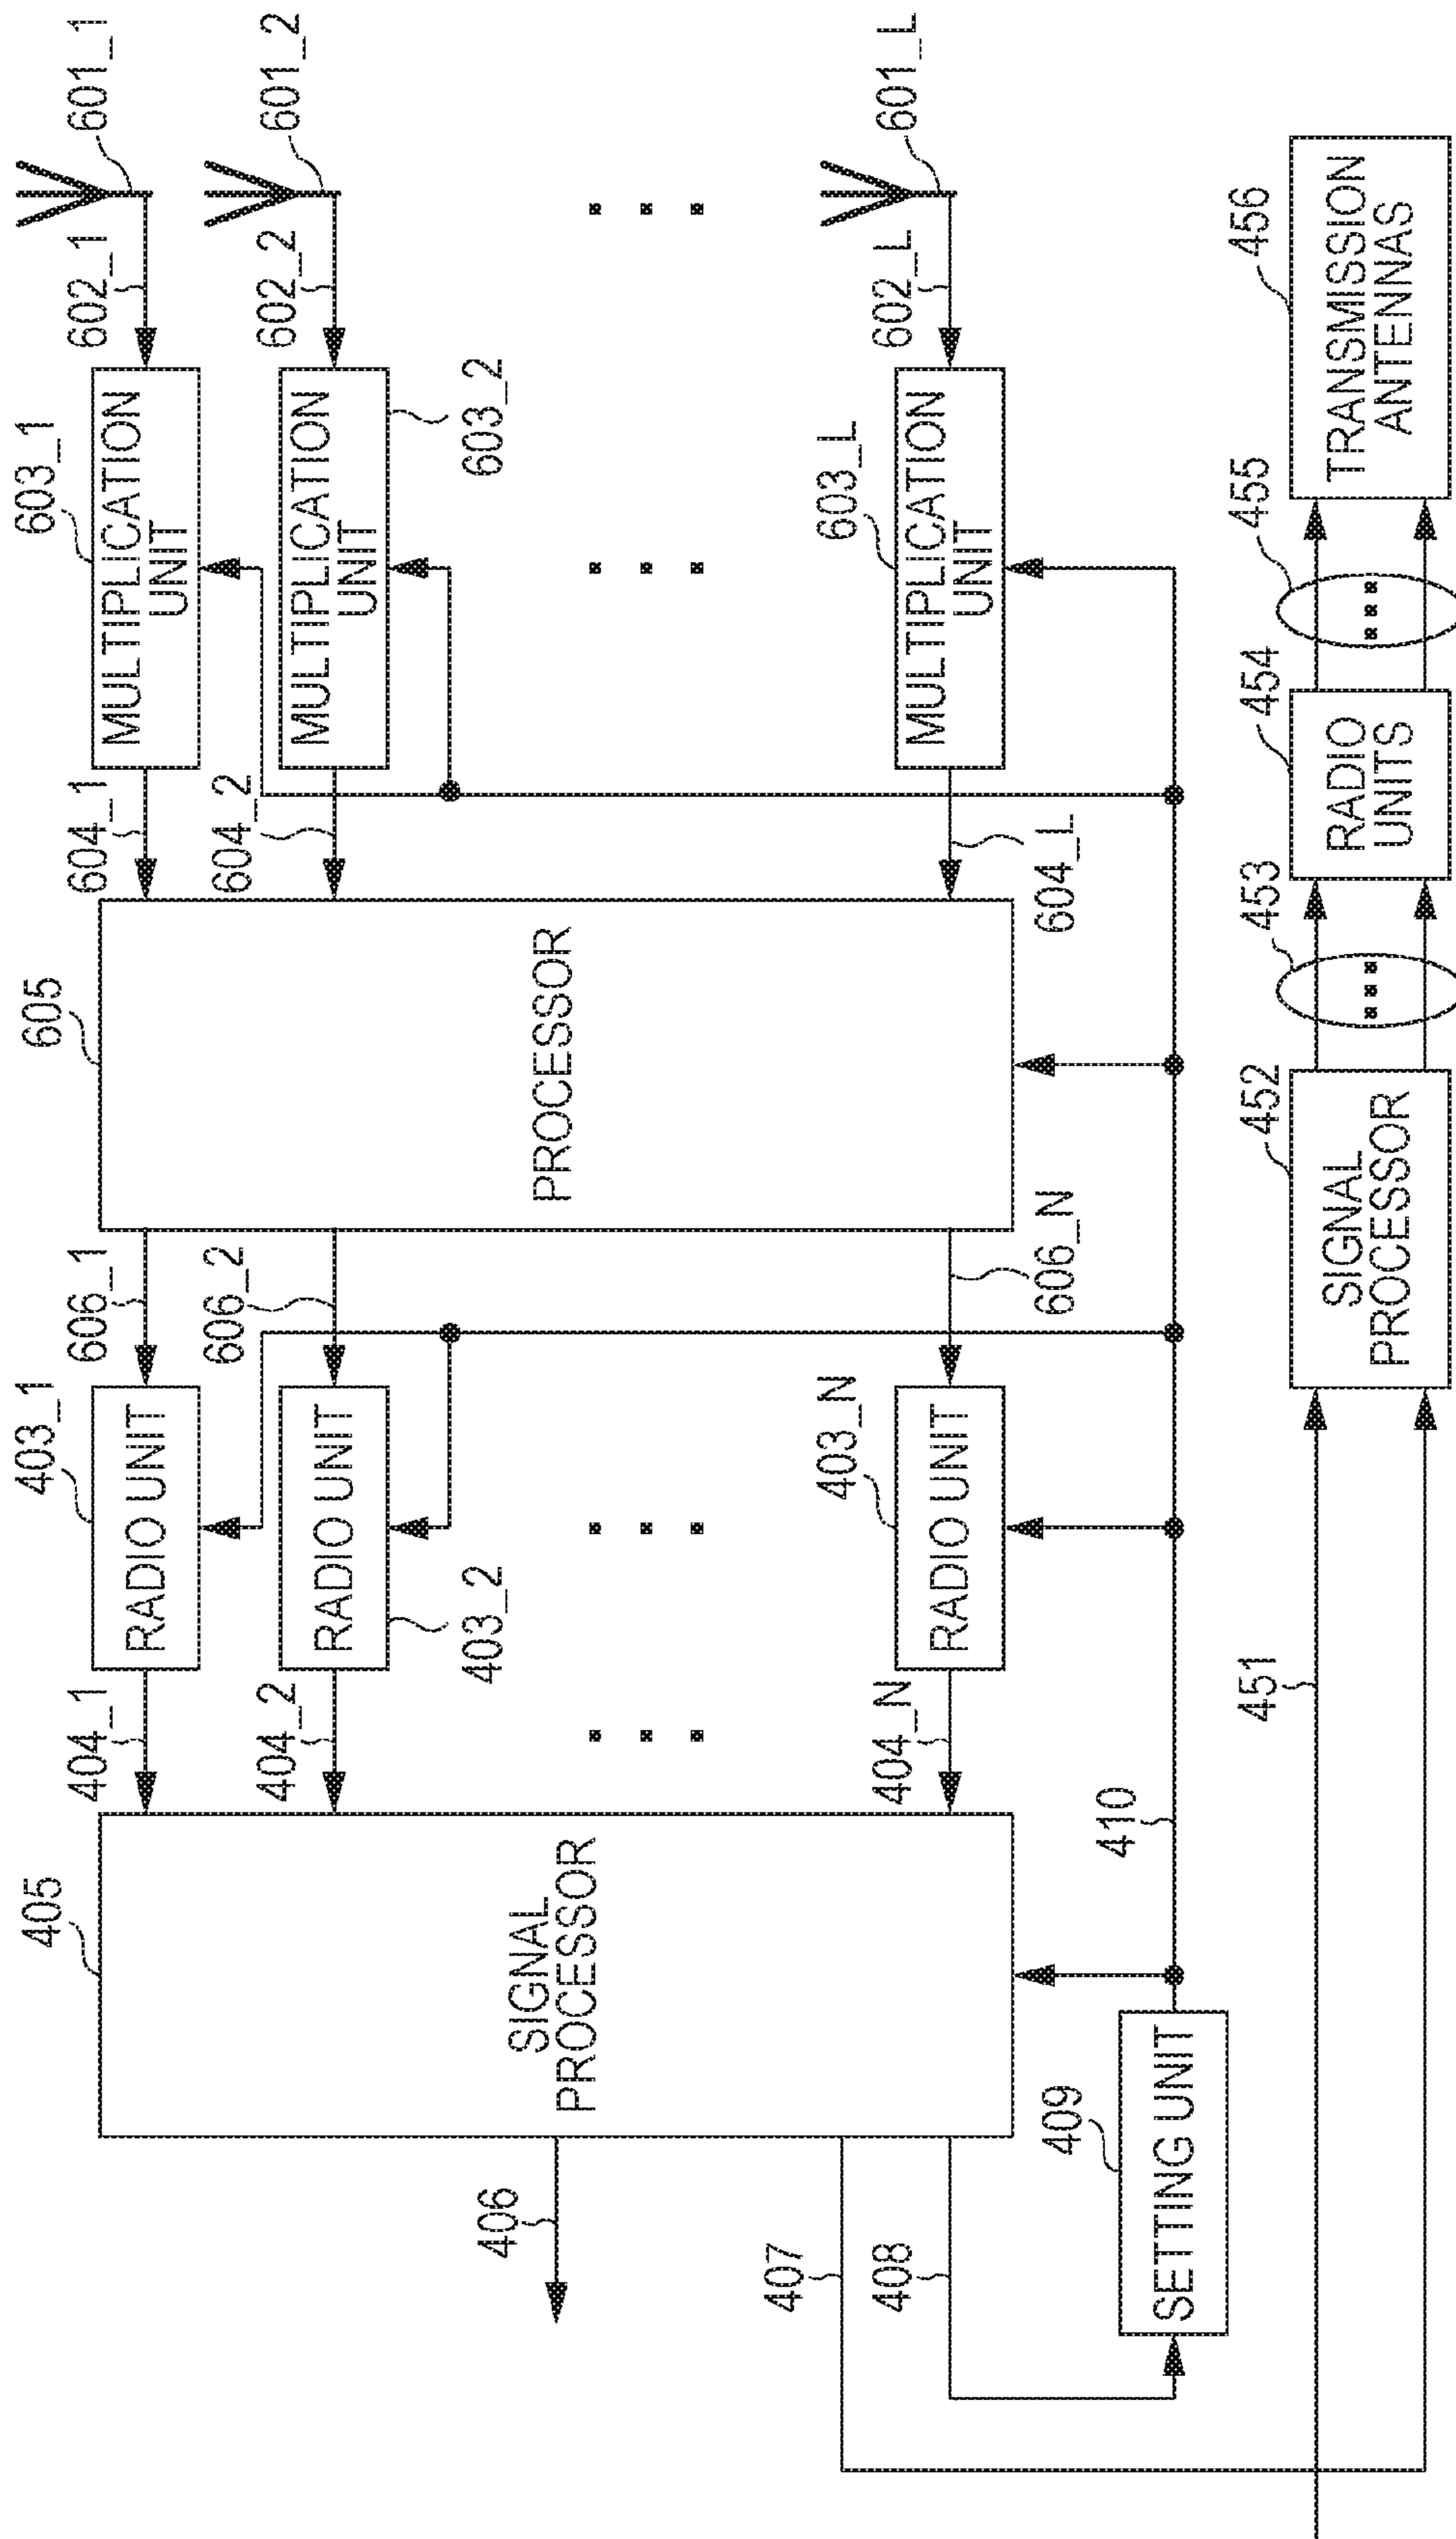 601_1
601_2
601_L
602_1
602_2
602_L
603_1
MULTIPLICATION
UNIT
MULTIPLICATION
UNIT
603_2
603_L
MULTIPLICATION
UNIT
604_1
604_2
604_L
605
PROCESSOR
606_1
606_2
606_N
403_1
RADIO UNIT
RADIO UNIT
403_2
403_N
RADIO UNIT
404_1
404_2
404_N
405
SIGNAL
PROCESSOR
406
407
408
409
SETTING UNIT
410
451
452
SIGNAL
PROCESSOR
453
454
RADIO
UNITS
455
456
TRANSMISSION
ANTENNAS